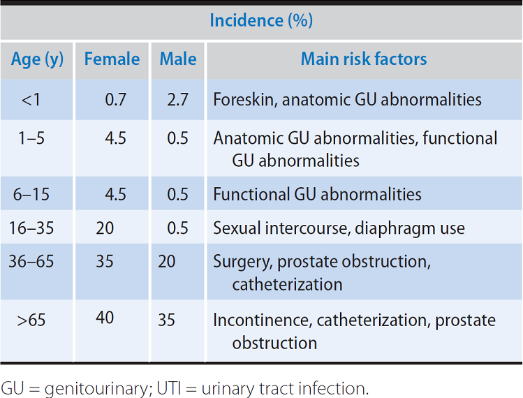 Incidence (%)
Age (y) Female Male Main risk factors
<1 0.7 2.7 Foreskin, anatomic GU abnormalities
1–5 4.5 0.5 Anatomic GU abnormalities, functional
GU abnormalities
6–15 4.5 0.5 Functional GU abnormalities
16–35 20 0.5 Sexual intercourse, diaphragm use
36–65 35 20 Surgery, prostate obstruction,
catheterization
>65 40 35 Incontinence, catheterization, prostate
obstruction
GU = genitourinary; UTI = urinary tract infection.